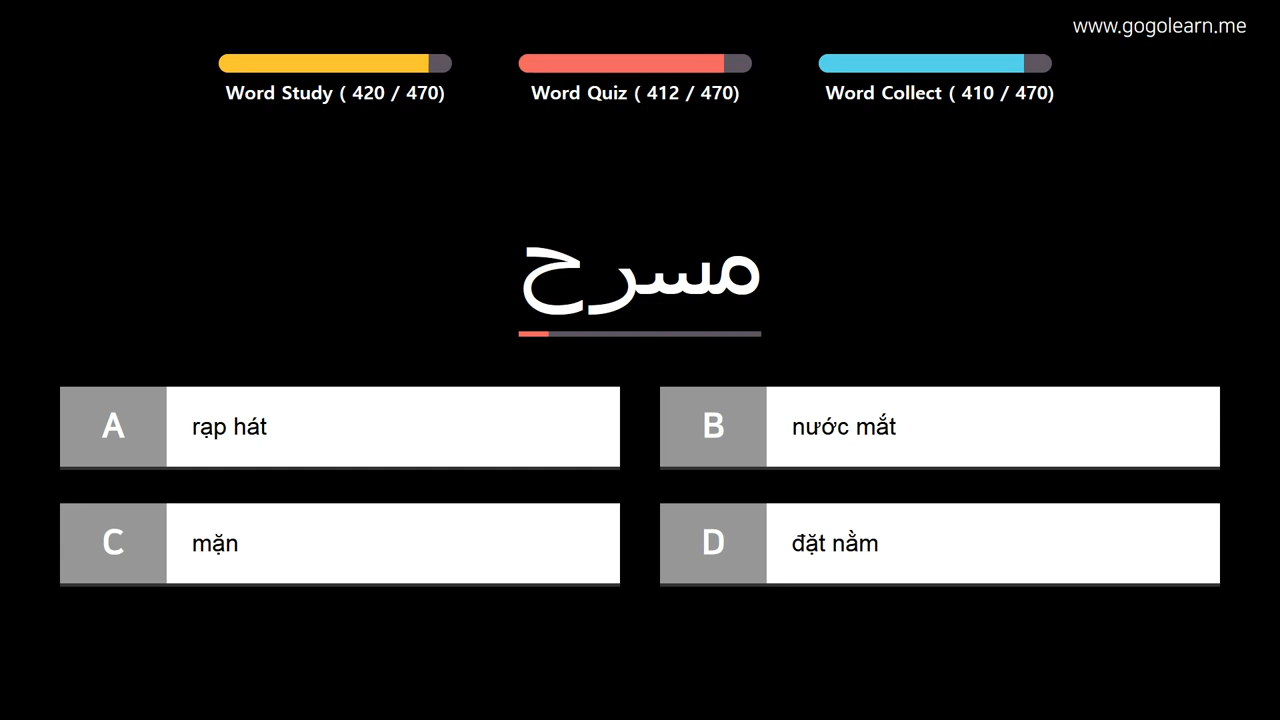 www.gogolearn.me
Word Study ( 420 / 470)
Word Quiz ( 412 / 470)
Word Collect ( 410 / 470)
مسرح
A
rạp hát
B
nước mắt
C
mặn
D
đặt nằm